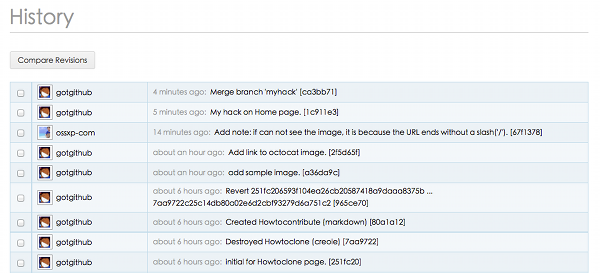 History
Compare Revisions
gotgithub 4 minutes ago: Merge branch 'myhack' [ca3bb71]
gotgithub 5 minutes ago: My hack on Home page. [1c911e3]
ossxp-com 14 minutes ago: Add note: if can not see the image, it is because the URL ends without a slash('/'). [67f1378]
gotgithub about an hour ago: Add link to octocat image. [2f5d65f]
gotgithub about an hour ago: add sample image. [a36da9c]
gotgithub about 6 hours ago: Revert 251fc206593f104ea26cb20587418a9daaa8375b ...
7aa9722c25c14db80a02e6d2cbf93279d6a751c2 [965ce70]
gotgithub about 6 hours ago: Created Howtocontribute (markdown) [80a1a12]
gotgithub about 6 hours ago: Destroyed Howtoclone (creole) [7aa9722]
gotgithub about 6 hours ago: initial for Howtoclone page. [251fc20]